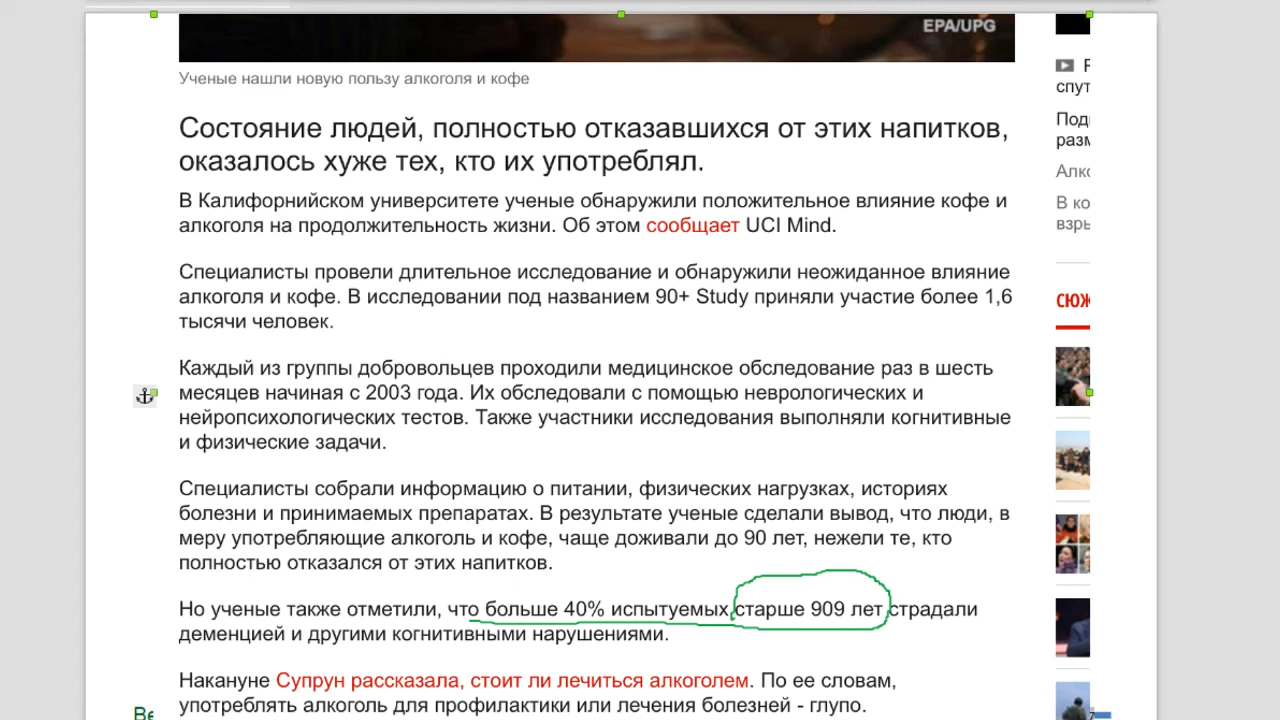 EPA/UPG
Ученые нашли новую пользу алкоголя и кофе
Состояние людей, полностью отказавшихся от этих напитков,
оказалось хуже тех, кто их употреблял.
В Калифорнийском университете ученые обнаружили положительное влияние кофе и
алкоголя на продолжительность жизни. Об этом сообщает UCI Mind.
Специалисты провели длительное исследование и обнаружили неожиданное влияние
алкоголя и кофе. В исследовании под названием 90+ Study приняли участие более 1,6
тысячи человек.
Каждый из группы добровольцев проходили медицинское обследование раз в шесть
месяцев начиная с 2003 года. Их обследовали с помощью неврологических и
нейропсихологических тестов. Также участники исследования выполняли когнитивные
и физические задачи.
Специалисты собрали информацию о питании, физических нагрузках, историях
болезни и принимаемых препаратах. В результате ученые сделали вывод, что люди, в
меру употребляющие алкоголь и кофе, чаще доживали до 90 лет, нежели те, кто
полностью отказался от этих напитков.
Но ученые также отметили, что больше 40% испытуемых старше 909 лет страдали
деменцией и другими когнитивными нарушениями.
Накануне Супрун рассказала, стоит ли лечиться алкоголем. По ее словам,
употреблять алкоголь для профилактики или лечения болезней - глупо.
спут
разм
Алко
В ко
взры
сюж